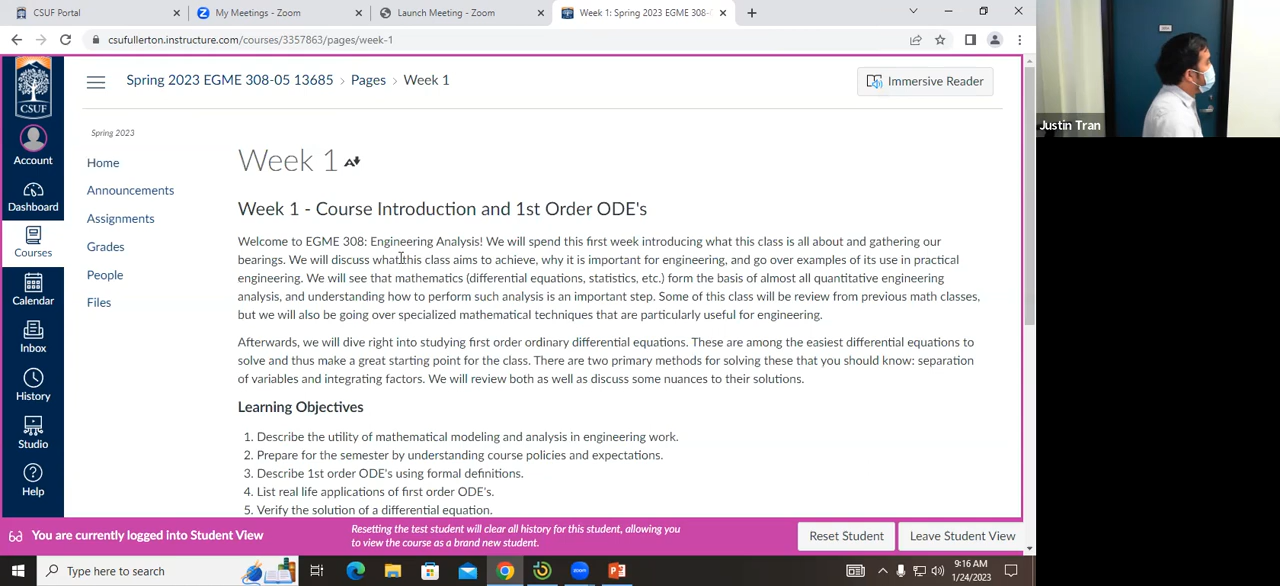 CSUF Portal
My Meetings - Zoom
Launch Meeting - Zoom
Week 1: Spring 2023 EGME 308-
csufullerton.instructure.com/courses/3357863/pages/week-1
CSUF
Account
Dashboard
Courses
Calendar
Inbox
History
Studio
Help
Spring 2023 EGME 308-05 13685 > Pages > Week 1
Immersive Reader
Spring 2023
Home
Announcements
Assignments
Grades
People
Files
Week 1
Week 1 - Course Introduction and 1st Order ODE's
Welcome to EGME 308: Engineering Analysis! We will spend this first week introducing what this class is all about and gathering our
bearings. We will discuss what this class aims to achieve, why it is important for engineering, and go over examples of its use in practical
engineering. We will see that mathematics (differential equations, statistics, etc.) form the basis of almost all quantitative engineering
analysis, and understanding how to perform such analysis is an important step. Some of this class will be review from previous math classes,
but we will also be going over specialized mathematical techniques that are particularly useful for engineering.
Afterwards, we will dive right into studying first order ordinary differential equations. These are among the easiest differential equations to
solve and thus make a great starting point for the class. There are two primary methods for solving these that you should know: separation
of variables and integrating factors. We will review both as well as discuss some nuances to their solutions.
Learning Objectives
1. Describe the utility of mathematical modeling and analysis in engineering work.
2. Prepare for the semester by understanding course policies and expectations.
3. Describe 1st order ODE's using formal definitions.
4. List real life applications of first order ODE's.
5. Verify the solution of a differential equation.
You are currently logged into Student View
Resetting the test student will clear all history for this student, allowing you
to view the course as a brand new student.
Reset Student
Leave Student View
Type here to search
zoom
9:16 AM
1/24/2023
Justin Tran